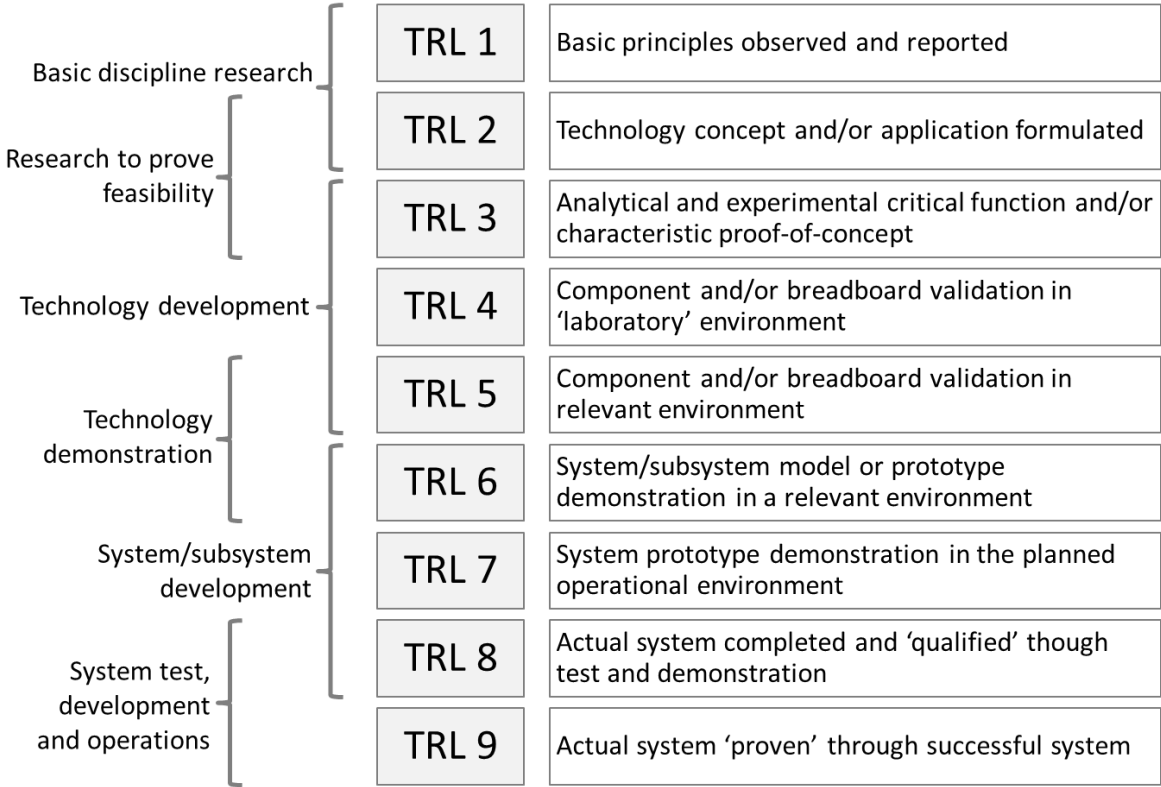 Basic discipline research
Research to prove
feasibility
Technology development
Technology
demonstration
System/subsystem
development
System test,
development
and operations
TRL 1
Basic principles observed and reported
TRL 2
Technology concept and/or application formulated
TRL 3
Analytical and experimental critical function and/or
characteristic proof-of-concept
TRL 4
Component and/or breadboard validation in
‘laboratory’ environment
TRL 5
Component and/or breadboard validation in
relevant environment
TRL 6
System/subsystem model or prototype
demonstration in a relevant environment
TRL 7
System prototype demonstration in the planned
operational environment
TRL 8
Actual system completed and ‘qualified’ though
test and demonstration
TRL 9
Actual system ‘proven’ through successful system